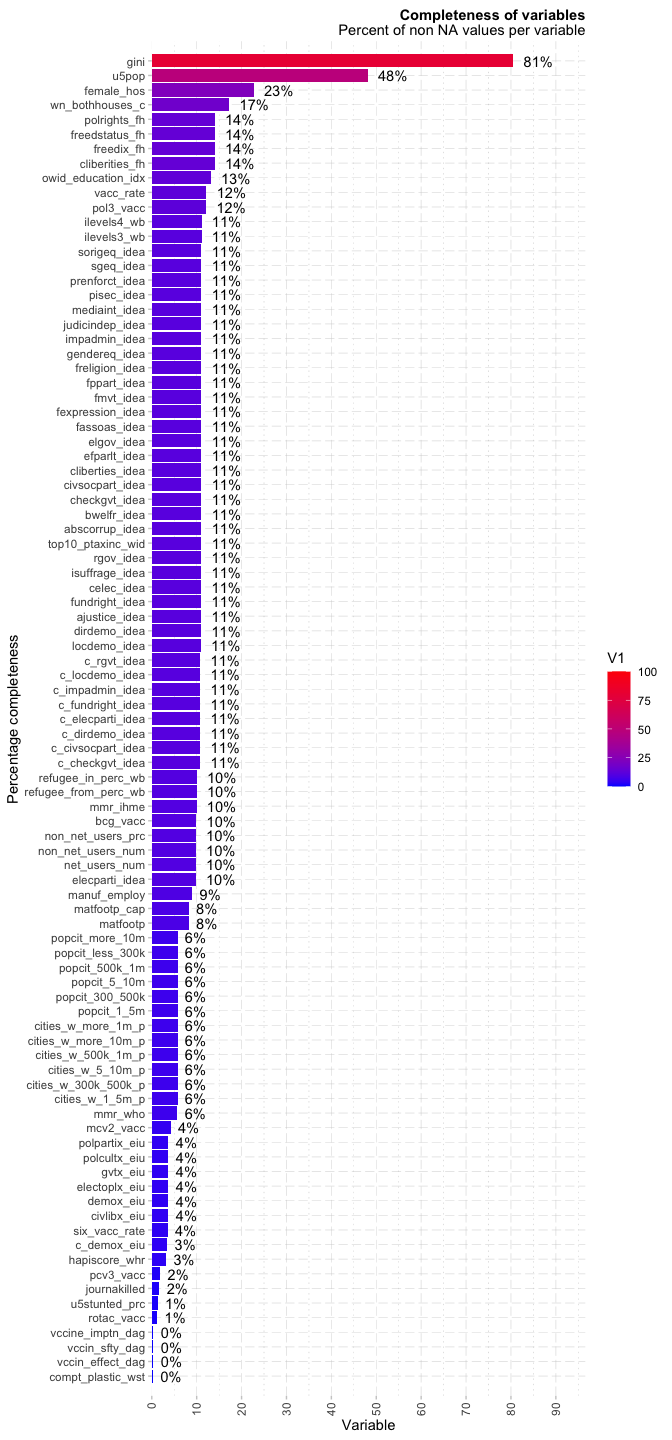 Completeness of variables
Percent of non NA values per variable
gini 81%
u5pop 48%
female_hos 23%
wn_bothhouses_c 17%
polrights_fh 14%
freedstatus_fh 14%
freedix_fh 14%
cliberities_fh 14%
owid_education_idx 13%
vacc_rate 12%
pol3_vacc 12%
ilevels4_wb 11%
ilevels3_wb 11%
sorigeq_idea 11%
sgeq_idea 11%
prenforct_idea 11%
pisec_idea 11%
mediaint_idea 11%
judicindep_idea 11%
impadmin_idea 11%
gendereq_idea 11%
freligion_idea 11%
fppart_idea 11%
fmvt_idea 11%
fexpression_idea 11%
fassoas_idea 11%
elgov_idea 11%
efparlt_idea 11%
cliberties_idea 11%
civsocpart_idea 11%
checkgvt_idea 11%
bwelfr_idea 11%
abscorrup_idea 11%
top10_ptaxinc_wid 11%
rgov_idea 11%
isuffrage_idea 11%
celec_idea 11%
fundright_idea 11%
ajustice_idea 11%
dirdemo_idea 11%
locdemo_idea 11%
c_rgvt_idea 11%
c_locdemo_idea 11%
c_impadmin_idea 11%
c_fundright_idea 11%
c_elecparti_idea 11%
c_dirdemo_idea 11%
c_civsocpart_idea 11%
c_checkgvt_idea 11%
refugee_in_perc_wb 10%
refugee_from_perc_wb 10%
mmr_ihme 10%
bcg_vacc 10%
non_net_users_prc 10%
non_net_users_num 10%
net_users_num 10%
elecparti_idea 10%
manuf_employ 9%
matfootp_cap 8%
matfootp 8%
popcit_more_10m 6%
popcit_less_300k 6%
popcit_500k_1m 6%
popcit_5_10m 6%
popcit_300_500k 6%
popcit_1_5m 6%
cities_w_more_1m_p 6%
cities_w_more_10m_p 6%
cities_w_500k_1m_p 6%
cities_w_5_10m_p 6%
cities_w_300k_500k_p 6%
cities_w_1_5m_p 6%
mmr_who 6%
mcv2_vacc 4%
polpartix_eiu 4%
polcultx_eiu 4%
gvtx_eiu 4%
electoplx_eiu 4%
demox_eiu 4%
civlibx_eiu 4%
six_vacc_rate 4%
c_demox_eiu 3%
hapiscore_whr 3%
pcv3_vacc 2%
journakilled 2%
u5stunted_prc 1%
rotac_vacc 1%
vccine_imptn_dag 0%
vccin_sfty_dag 0%
vccin_effect_dag 0%
compt_plastic_wst 0%
0 10 20 30 40 50 60 70 80 90
Variable
Percentage completeness
V1
100
75
50
25
0